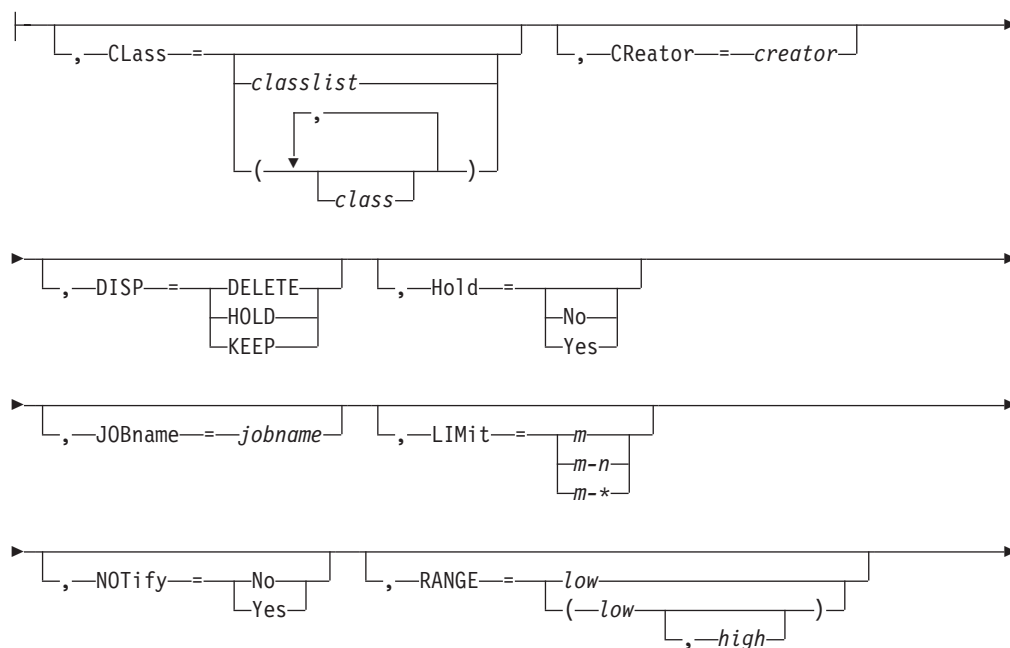 , CLass = , CReator = creator
classlist
,
( )
class
, DISP = DELETE , Hold =
HOLD No
KEEP Yes
, JOBname = jobname , LIMit = m
m-n
m-*
, NOTify = No , RANGE = low
Yes ( low )
, high